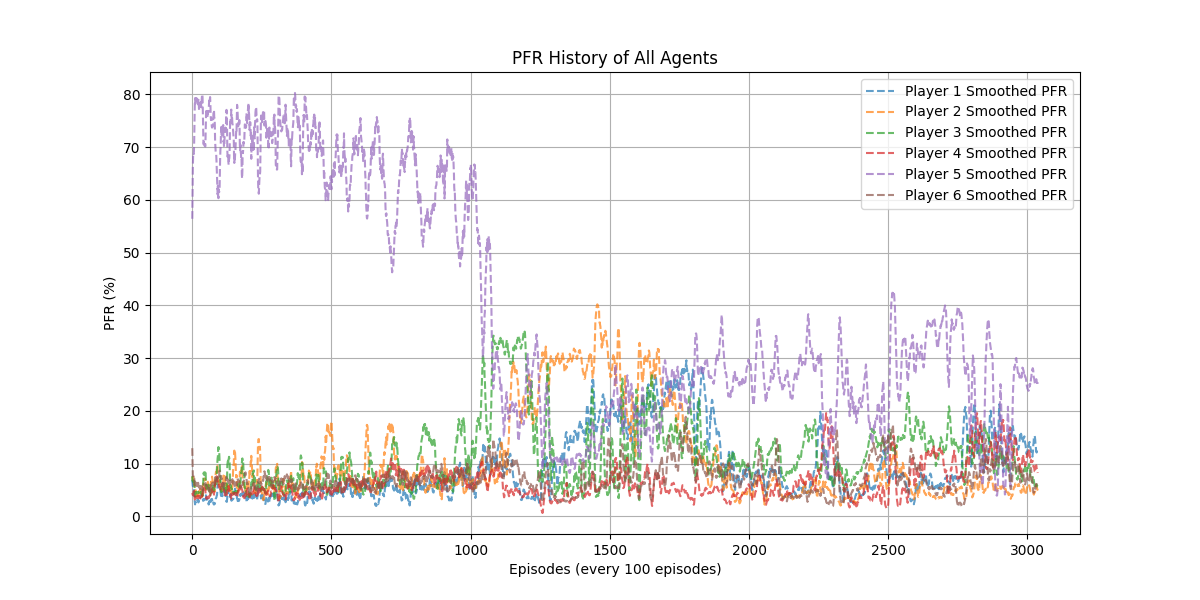 PFR History of All Agents
Player 1 Smoothed PFR
Player 2 Smoothed PFR
Player 3 Smoothed PFR
Player 4 Smoothed PFR
Player 5 Smoothed PFR
Player 6 Smoothed PFR
PFR (%)
80
70
60
50
40
30
20
10
0
0 500 1000 1500 2000 2500 3000
Episodes (every 100 episodes)